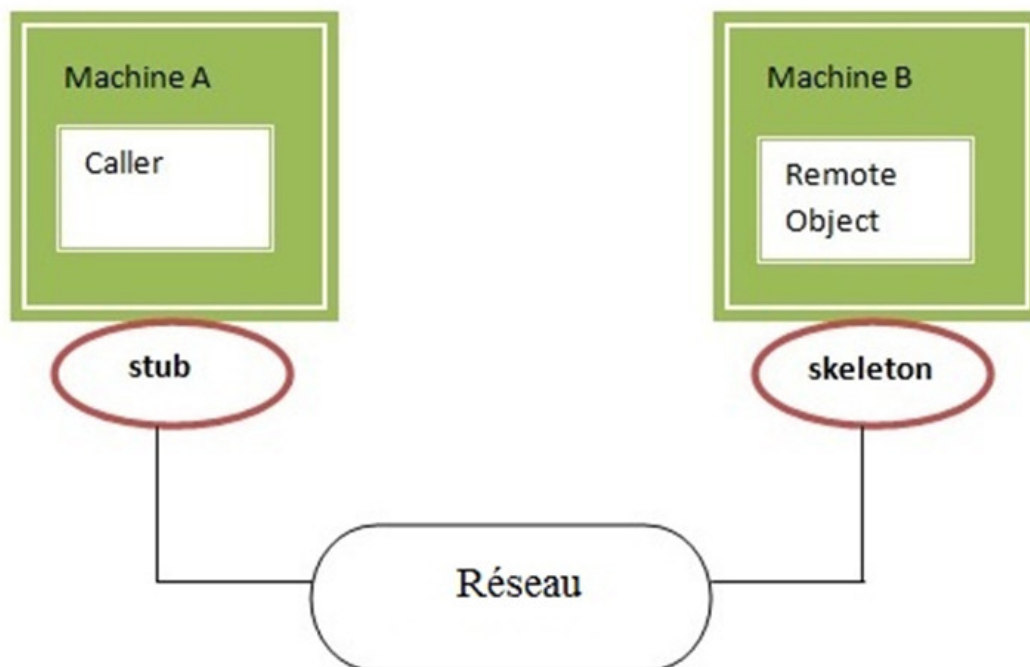 Machine A
Caller
stub
Machine B
Remote
Object
skeleton
Réseau